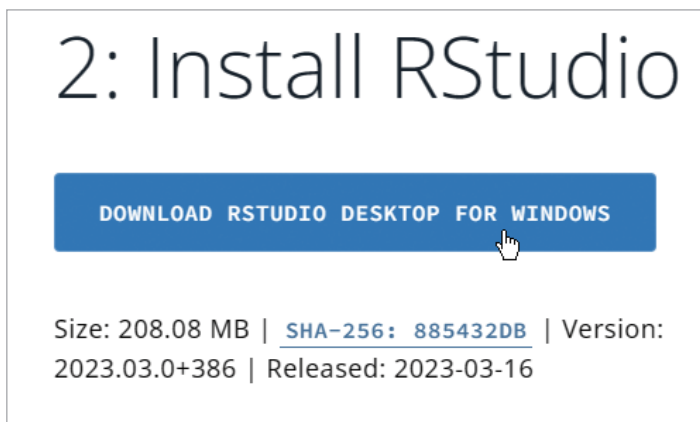 2: Install RStudio
DOWNLOAD RSTUDIO DESKTOP FOR WINDOWS
Size: 208.08 MB | SHA-256: 885432DB | Version:
2023.03.0+386 | Released: 2023-03-16